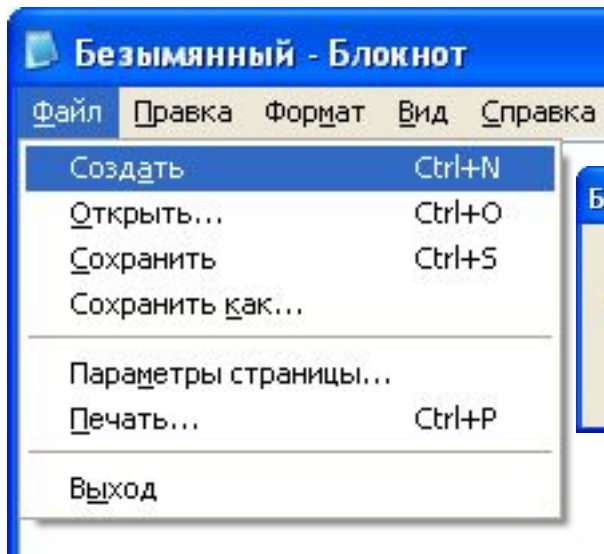 Безымянный - Блокнот
Файл Правка Формат Вид Справка
Создать Ctrl+N
Открыть... Ctrl+O
Сохранить Ctrl+S
Сохранить как...
Параметры страницы...
Печать... Ctrl+P
Выход